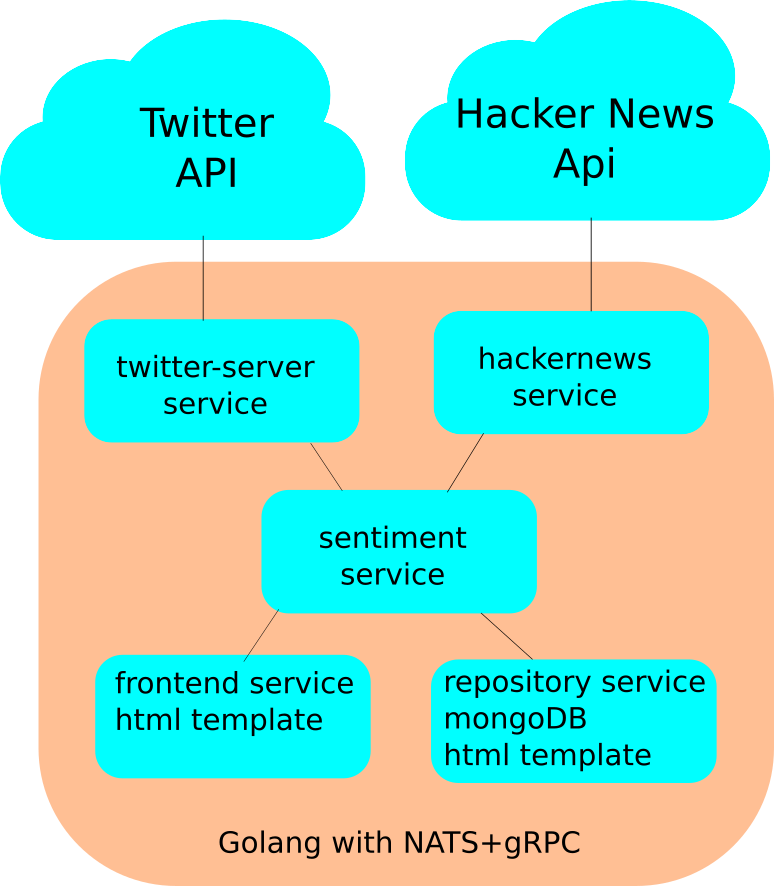 Twitter
API
Hacker News
Api
twitter-server
service
hackernews
service
sentiment
service
frontend service
html template
repository service
mongoDB
html template
Golang with NATS+gRPC